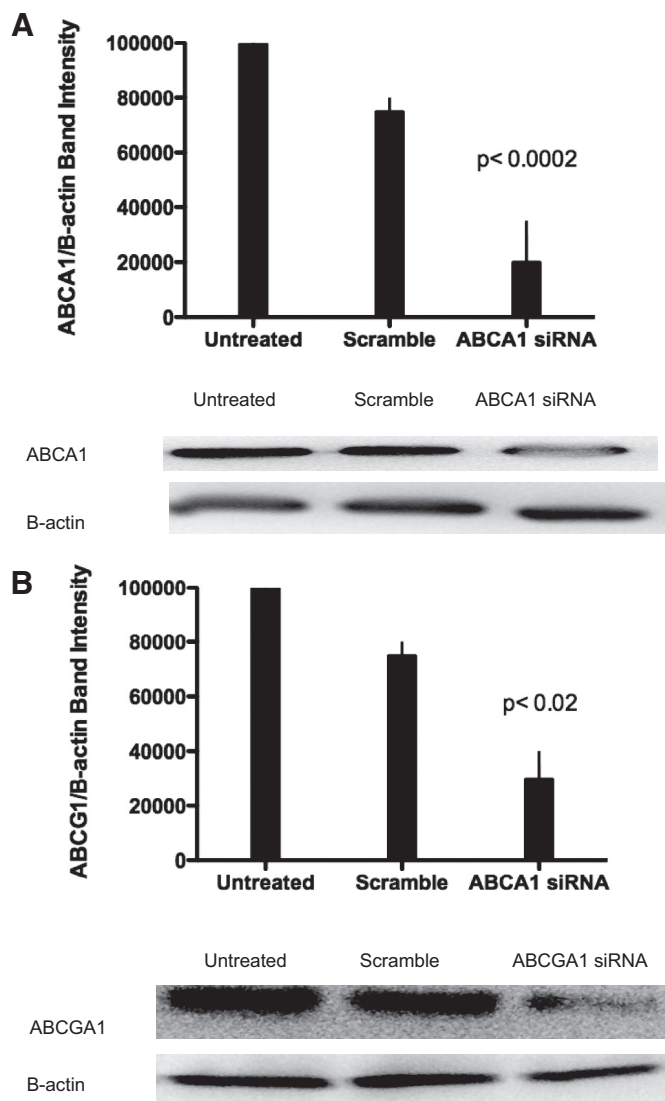 A
ABCA1/B-actin Band Intensity
100000
80000
60000
40000
20000
0
p< 0.0002
Untreated Scramble ABCA1 siRNA
Untreated Scramble ABCA1 siRNA
ABCA1
B-actin
B
ABCG1/B-actin Band Intensity
100000
80000
60000
40000
20000
0
p< 0.02
Untreated Scramble ABCA1 siRNA
Untreated Scramble ABCGA1 siRNA
ABCGA1
B-actin